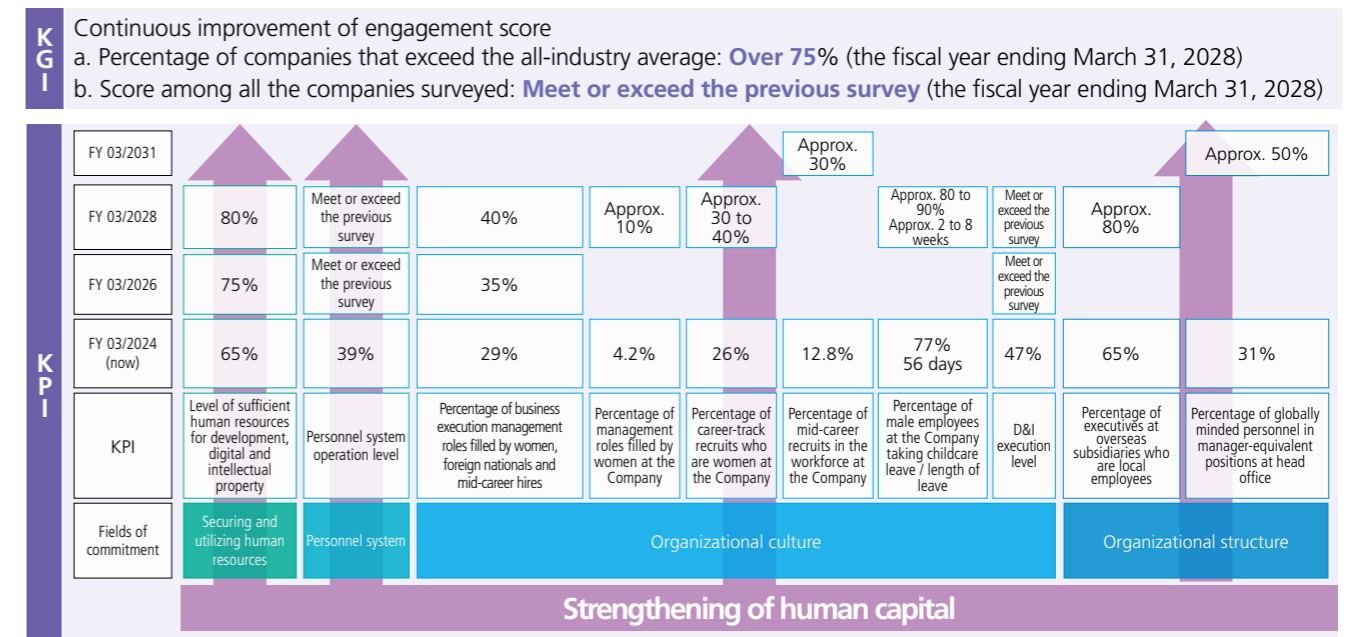 KGI
Continuous improvement of engagement score
a. Percentage of companies that exceed the all-industry average: Over 75% (the fiscal year ending March 31, 2028)
b. Score among all the companies surveyed: Meet or exceed the previous survey (the fiscal year ending March 31, 2028)
KPI
FY 03/2031
Approx.
30%
Approx. 50%
FY 03/2028
80%
Meet or exceed
the previous
survey
40%
Approx.
10%
Approx.
30 to
40%
Approx. 80 to
90%
Approx. 2 to 8
weeks
Meet or
exceed the
previous
survey
Approx.
80%
FY 03/2026
75%
Meet or exceed
the previous
survey
35%
Meet or
exceed the
previous
survey
FY 03/2024
(now)
65%
39%
29%
4.2%
26%
12.8%
77%
56 days
47%
65%
31%
KPI
Level of sufficient
human resources
for development,
digital and
intellectual
property
Personnel system
operation level
Percentage of business
execution management
roles filled by women,
foreign nationals and
mid-career hires
Percentage of
management
roles filled by
women at the
Company
Percentage of
career-track
recruits who
are women at
the Company
Percentage of
mid-career
recruits in the
workforce at
the Company
Percentage of
male employees
at the Company
taking childcare
leave / length of
leave
D&I
execution
level
Percentage of
executives at
overseas
subsidiaries who
are local
employees
Percentage of globally
minded personnel in
manager-equivalent
positions at head
office
Fields of
commitment
Securing and
utilizing human
resources
Personnel system
Organizational culture
Organizational structure
Strengthening of human capital